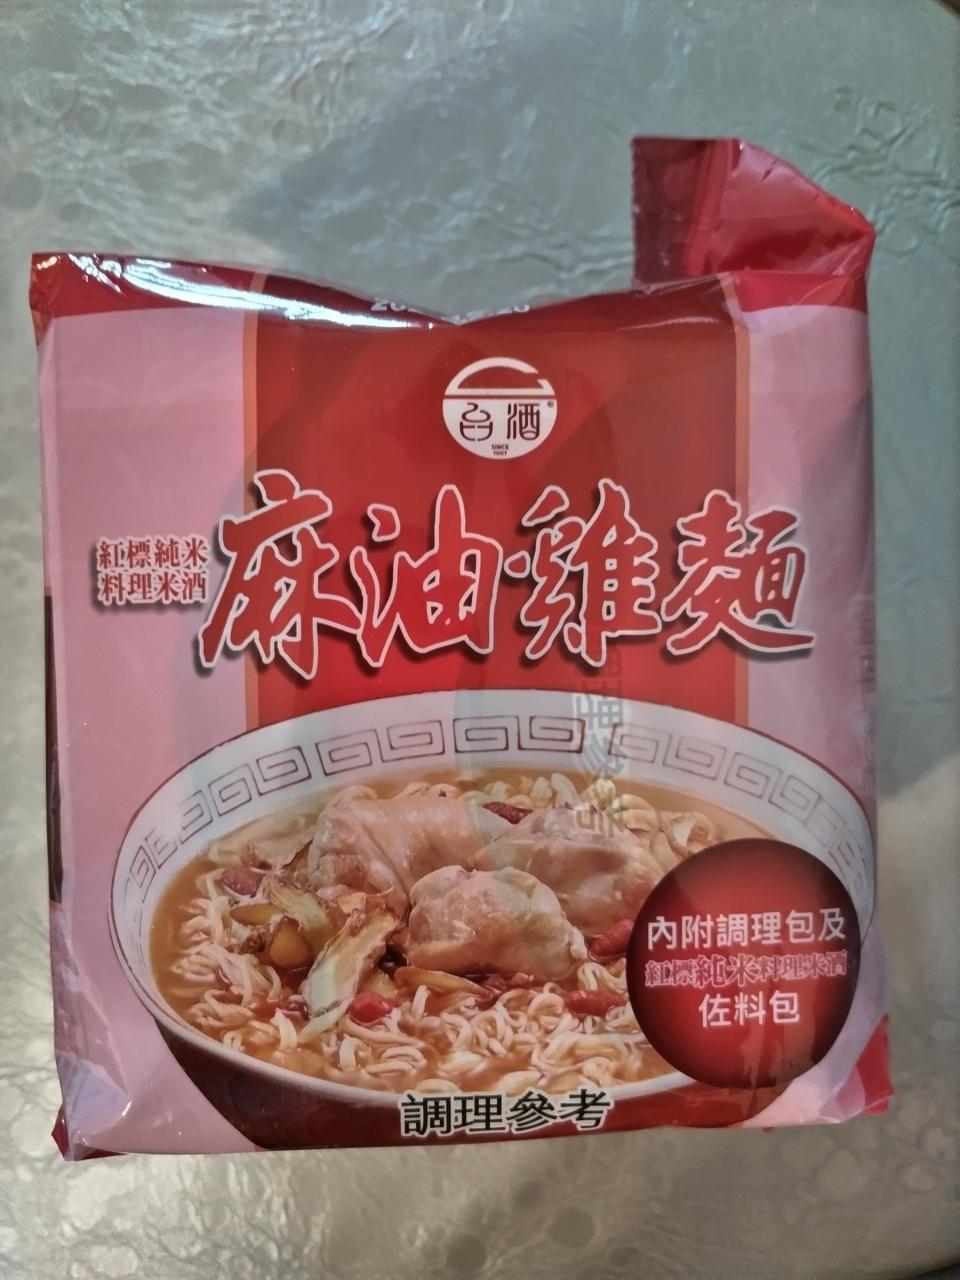 台酒
SINCE
紅標純米
料理米酒
麻油雞麵
內附調理包及
紅標純米料理米酒
佐料包
調理參考